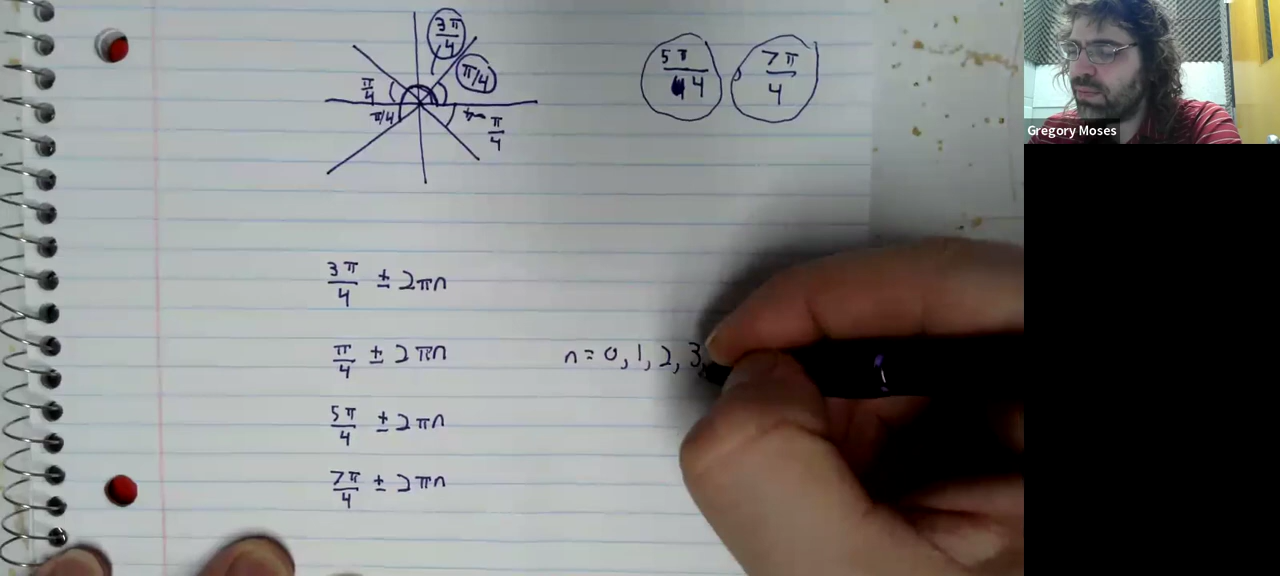 3π/4
π/4
π/4
π/4
π/4
5π/4, 7π/4
3π/4 ± 2πn
π/4 ± 2πn
n = 0, 1, 2, 3,
5π/4 ± 2πn
7π/4 ± 2πn
Gregory Moses